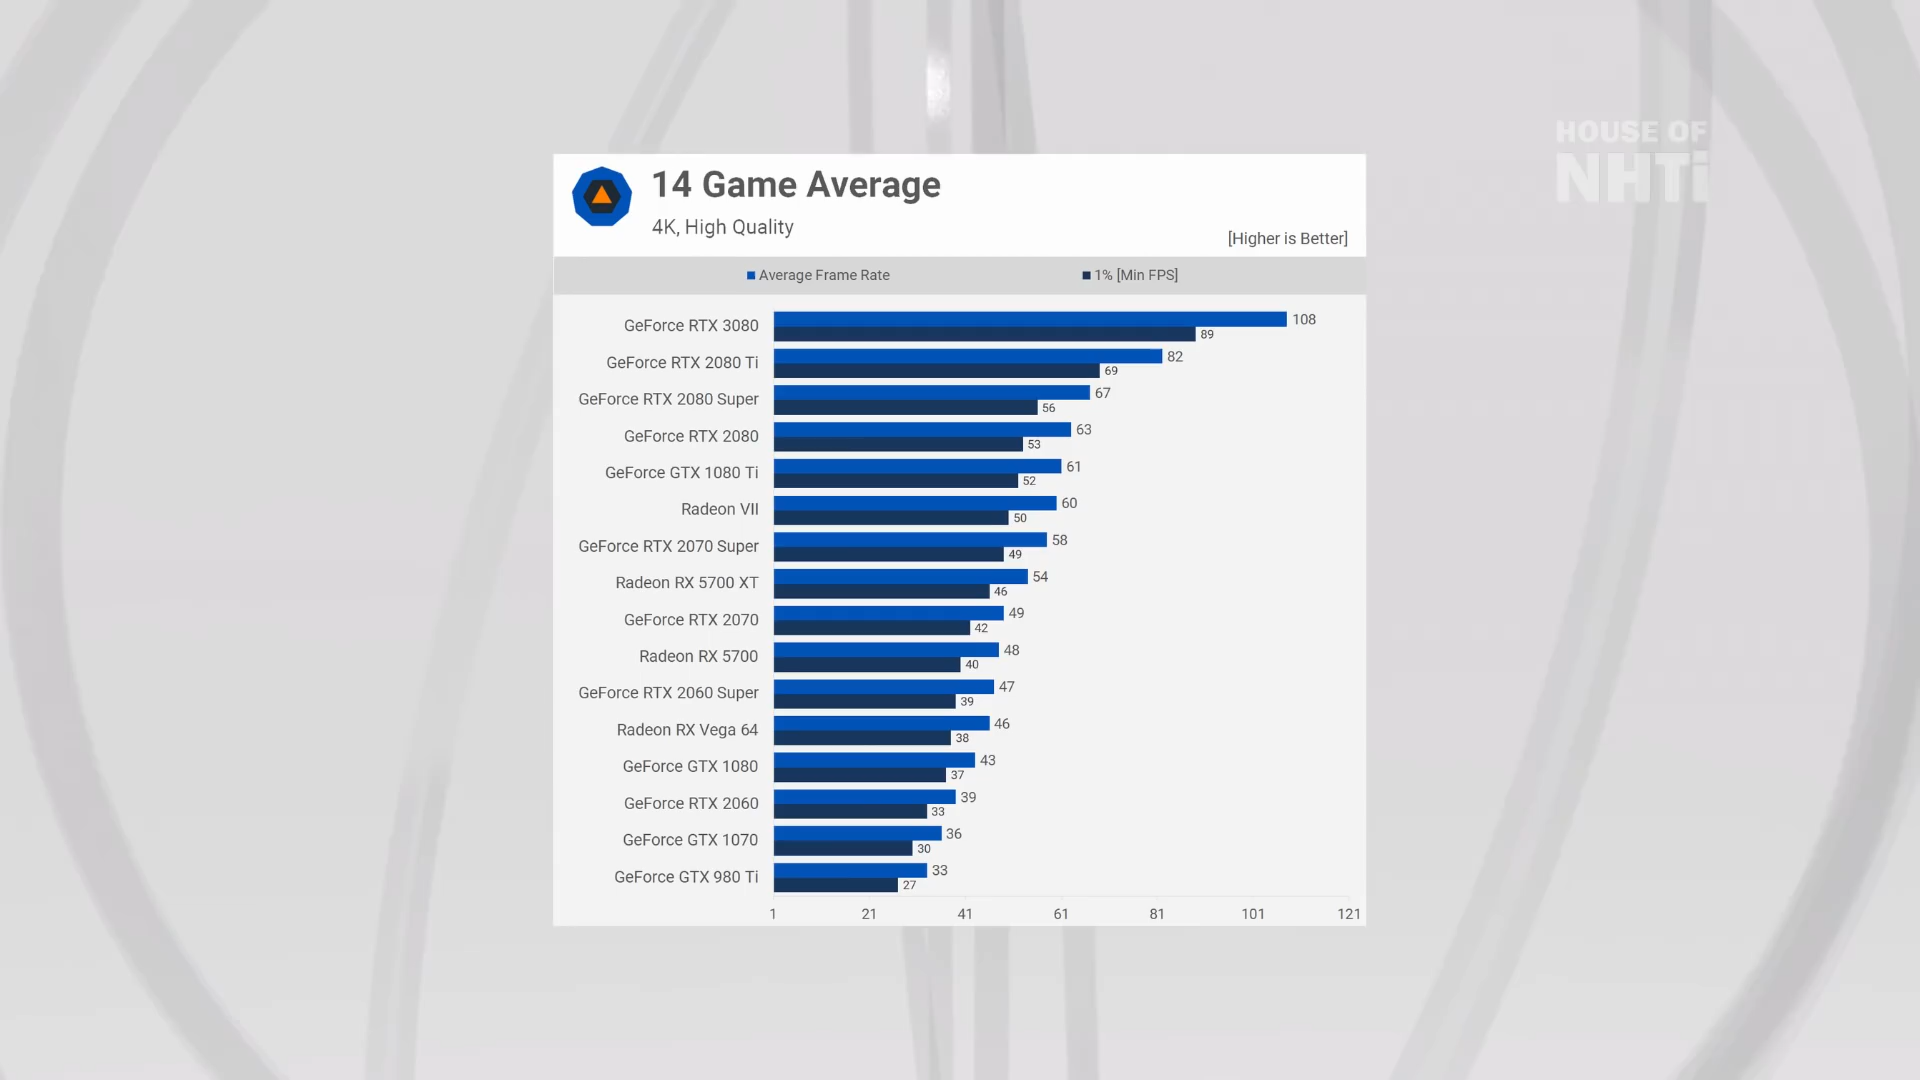 HOUSE OF
NHTi
14 Game Average
4K, High Quality
[Higher is Better]
Average Frame Rate
1% [Min FPS]
GeForce RTX 3080 108
89
GeForce RTX 2080 Ti 82
69
GeForce RTX 2080 Super 67
56
GeForce RTX 2080 63
53
GeForce GTX 1080 Ti 61
52
Radeon VII 60
50
GeForce RTX 2070 Super 58
49
Radeon RX 5700 XT 54
46
GeForce RTX 2070 49
42
Radeon RX 5700 48
40
GeForce RTX 2060 Super 47
39
Radeon RX Vega 64 46
38
GeForce GTX 1080 43
37
GeForce RTX 2060 39
33
GeForce GTX 1070 36
30
GeForce GTX 980 Ti 33
27
1 21 41 61 81 101 121